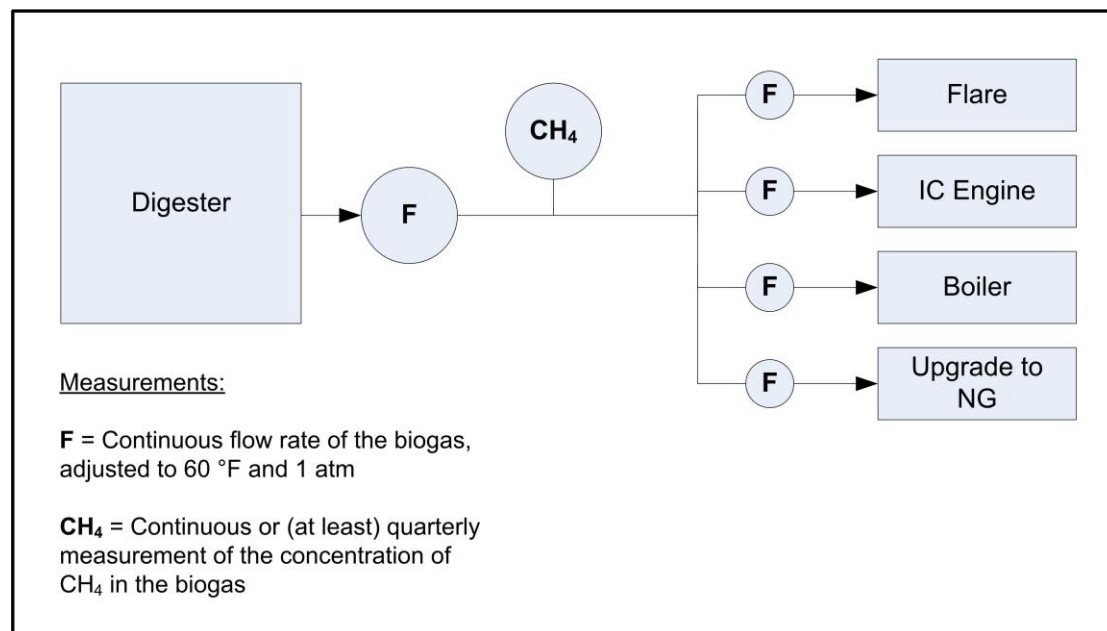 Digester
F
CH₄
F
Flare
F
IC Engine
F
Boiler
F
Upgrade to
NG
Measurements:
F = Continuous flow rate of the biogas,
adjusted to 60 °F and 1 atm
CH₄ = Continuous or (at least) quarterly
measurement of the concentration of
CH₄ in the biogas